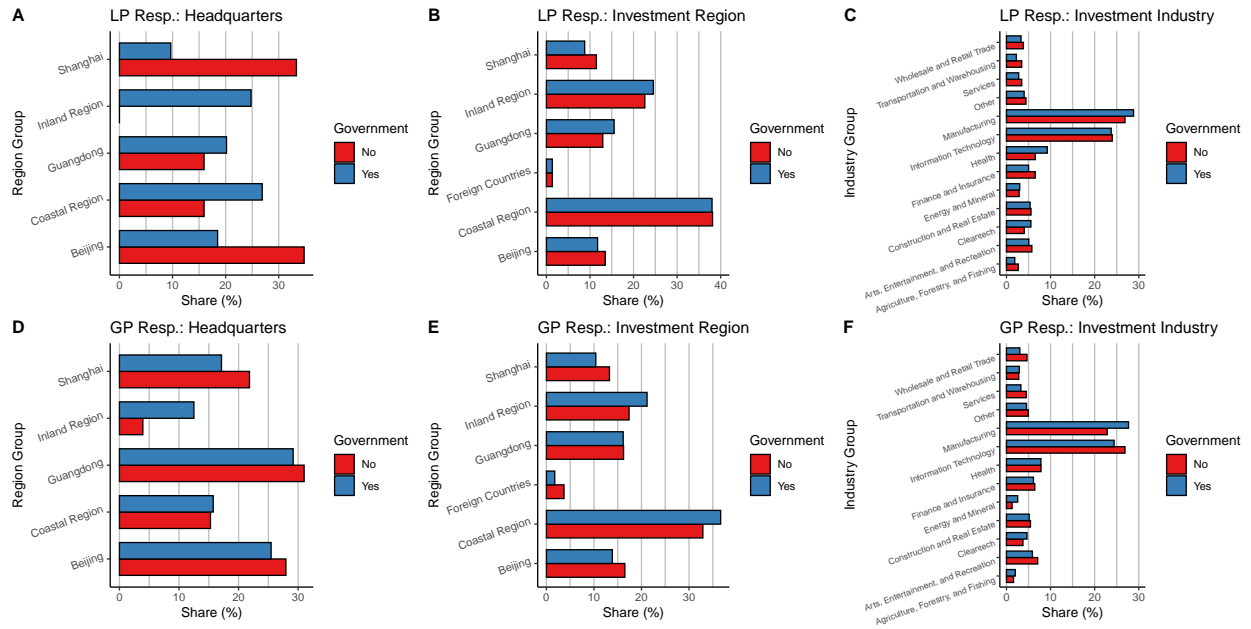 A
LP Resp.: Headquarters
Region Group
Shanghai
Inland Region
Guangdong
Coastal Region
Beijing
0 10 20 30
Share (%)
Government
No
Yes
B
LP Resp.: Investment Region
Region Group
Shanghai
Inland Region
Guangdong
Foreign Countries
Coastal Region
Beijing
0 10 20 30 40
Share (%)
Government
No
Yes
C
LP Resp.: Investment Industry
Industry Group
Wholesale and Retail Trade
Transportation and Warehousing
Services
Other
Manufacturing
Information Technology
Health
Finance and Insurance
Energy and Mineral
Construction and Real Estate
Cleantech
Arts, Entertainment, and Recreation
Agriculture, Forestry, and Fishing
0 10 20 30
Share (%)
Government
No
Yes
D
GP Resp.: Headquarters
Region Group
Shanghai
Inland Region
Guangdong
Coastal Region
Beijing
0 10 20 30
Share (%)
Government
No
Yes
E
GP Resp.: Investment Region
Region Group
Shanghai
Inland Region
Guangdong
Foreign Countries
Coastal Region
Beijing
0 10 20 30
Share (%)
Government
No
Yes
F
GP Resp.: Investment Industry
Industry Group
Wholesale and Retail Trade
Transportation and Warehousing
Services
Other
Manufacturing
Information Technology
Health
Finance and Insurance
Energy and Mineral
Construction and Real Estate
Cleantech
Arts, Entertainment, and Recreation
Agriculture, Forestry, and Fishing
0 10 20 30
Share (%)
Government
No
Yes